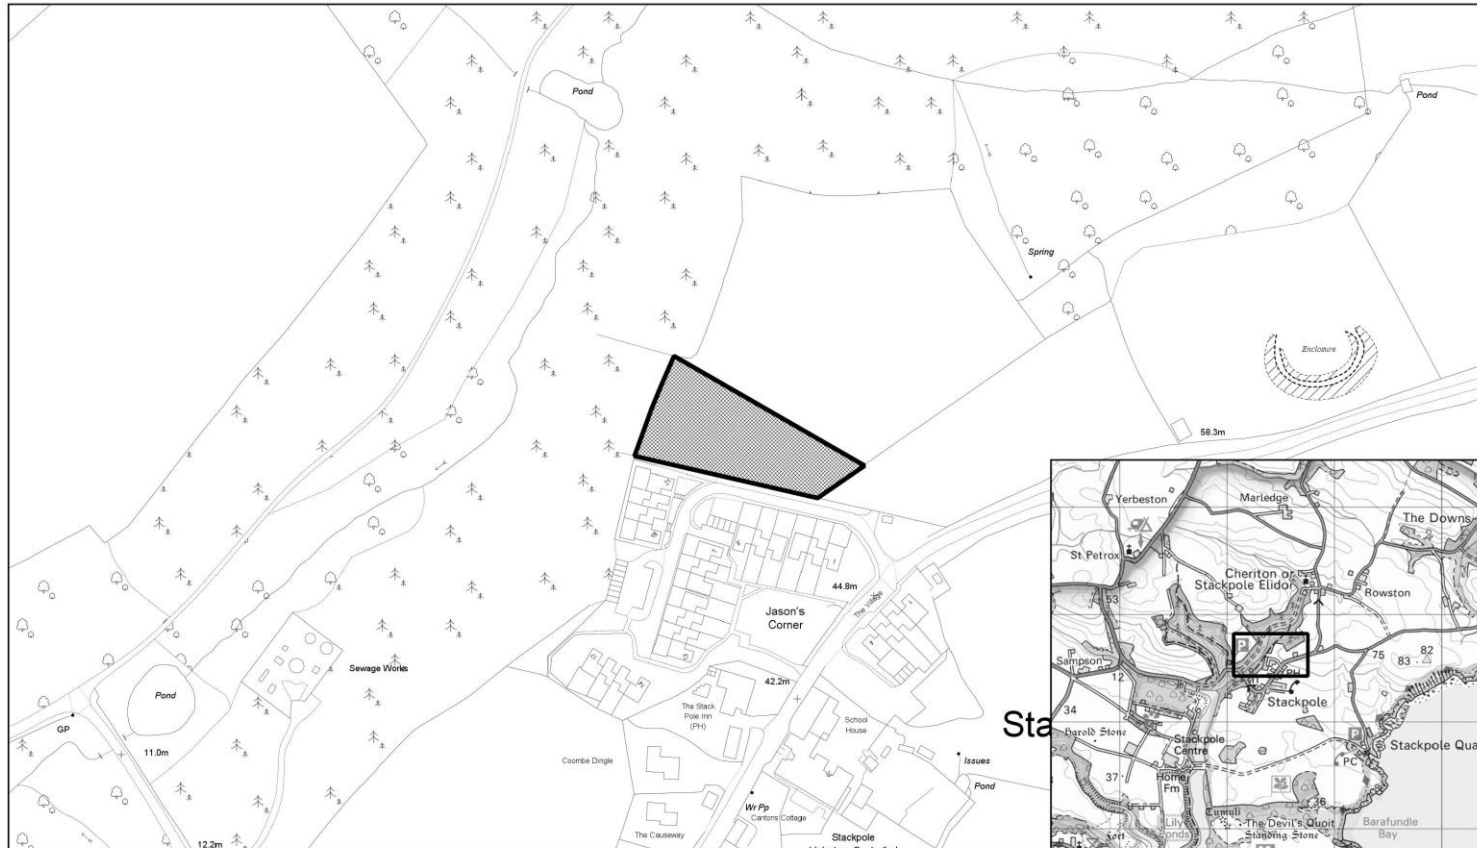 Pond
Pond
Spring
Enclosure
58.3m
44.8m
The Village
Jason's
Corner
Sewage Works
42.2m
The Stack
Pole Inn
(PH)
School
House
Pond
GP
11.0m
Coombe Dingle
Issues
Pond
Wr Pp
Cantons Cottage
The Causeway
Stackpole
12.2m
Sta
Yerbeston
Marledge
The Downs
St Petrox
Cheriton or
Stackpole Elidor
53
Rowston
Sampson
12
PH
75
83
82
Stackpole
34
Harold Stone
Stackpole
Centre
P
Stackpole Qua
PC
37
Home
Fm
36
Lily
Ponds
Tumuli
The Devil's Quoit
Standing Stone
Barafundle
Bay
Fort